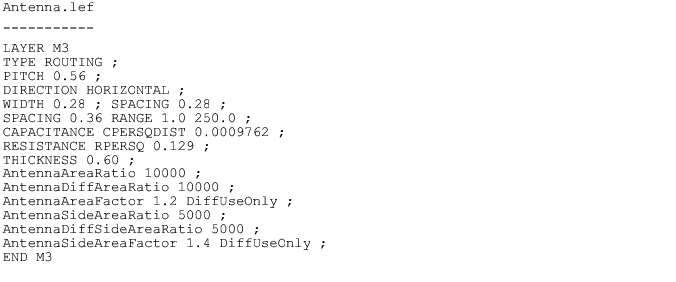 Antenna.lef
-----------
LAYER M3
TYPE ROUTING ;
PITCH 0.56 ;
DIRECTION HORIZONTAL ;
WIDTH 0.28 ; SPACING 0.28 ;
SPACING 0.36 RANGE 1.0 250.0 ;
CAPACITANCE CPERSQDIST 0.0009762 ;
RESISTANCE RPERSQ 0.129 ;
THICKNESS 0.60 ;
AntennaAreaRatio 10000 ;
AntennaDiffAreaRatio 10000 ;
AntennaAreaFactor 1.2 DiffUseOnly ;
AntennaSideAreaRatio 5000 ;
AntennaDiffSideAreaRatio 5000 ;
AntennaSideAreaFactor 1.4 DiffUseOnly ;
END M3